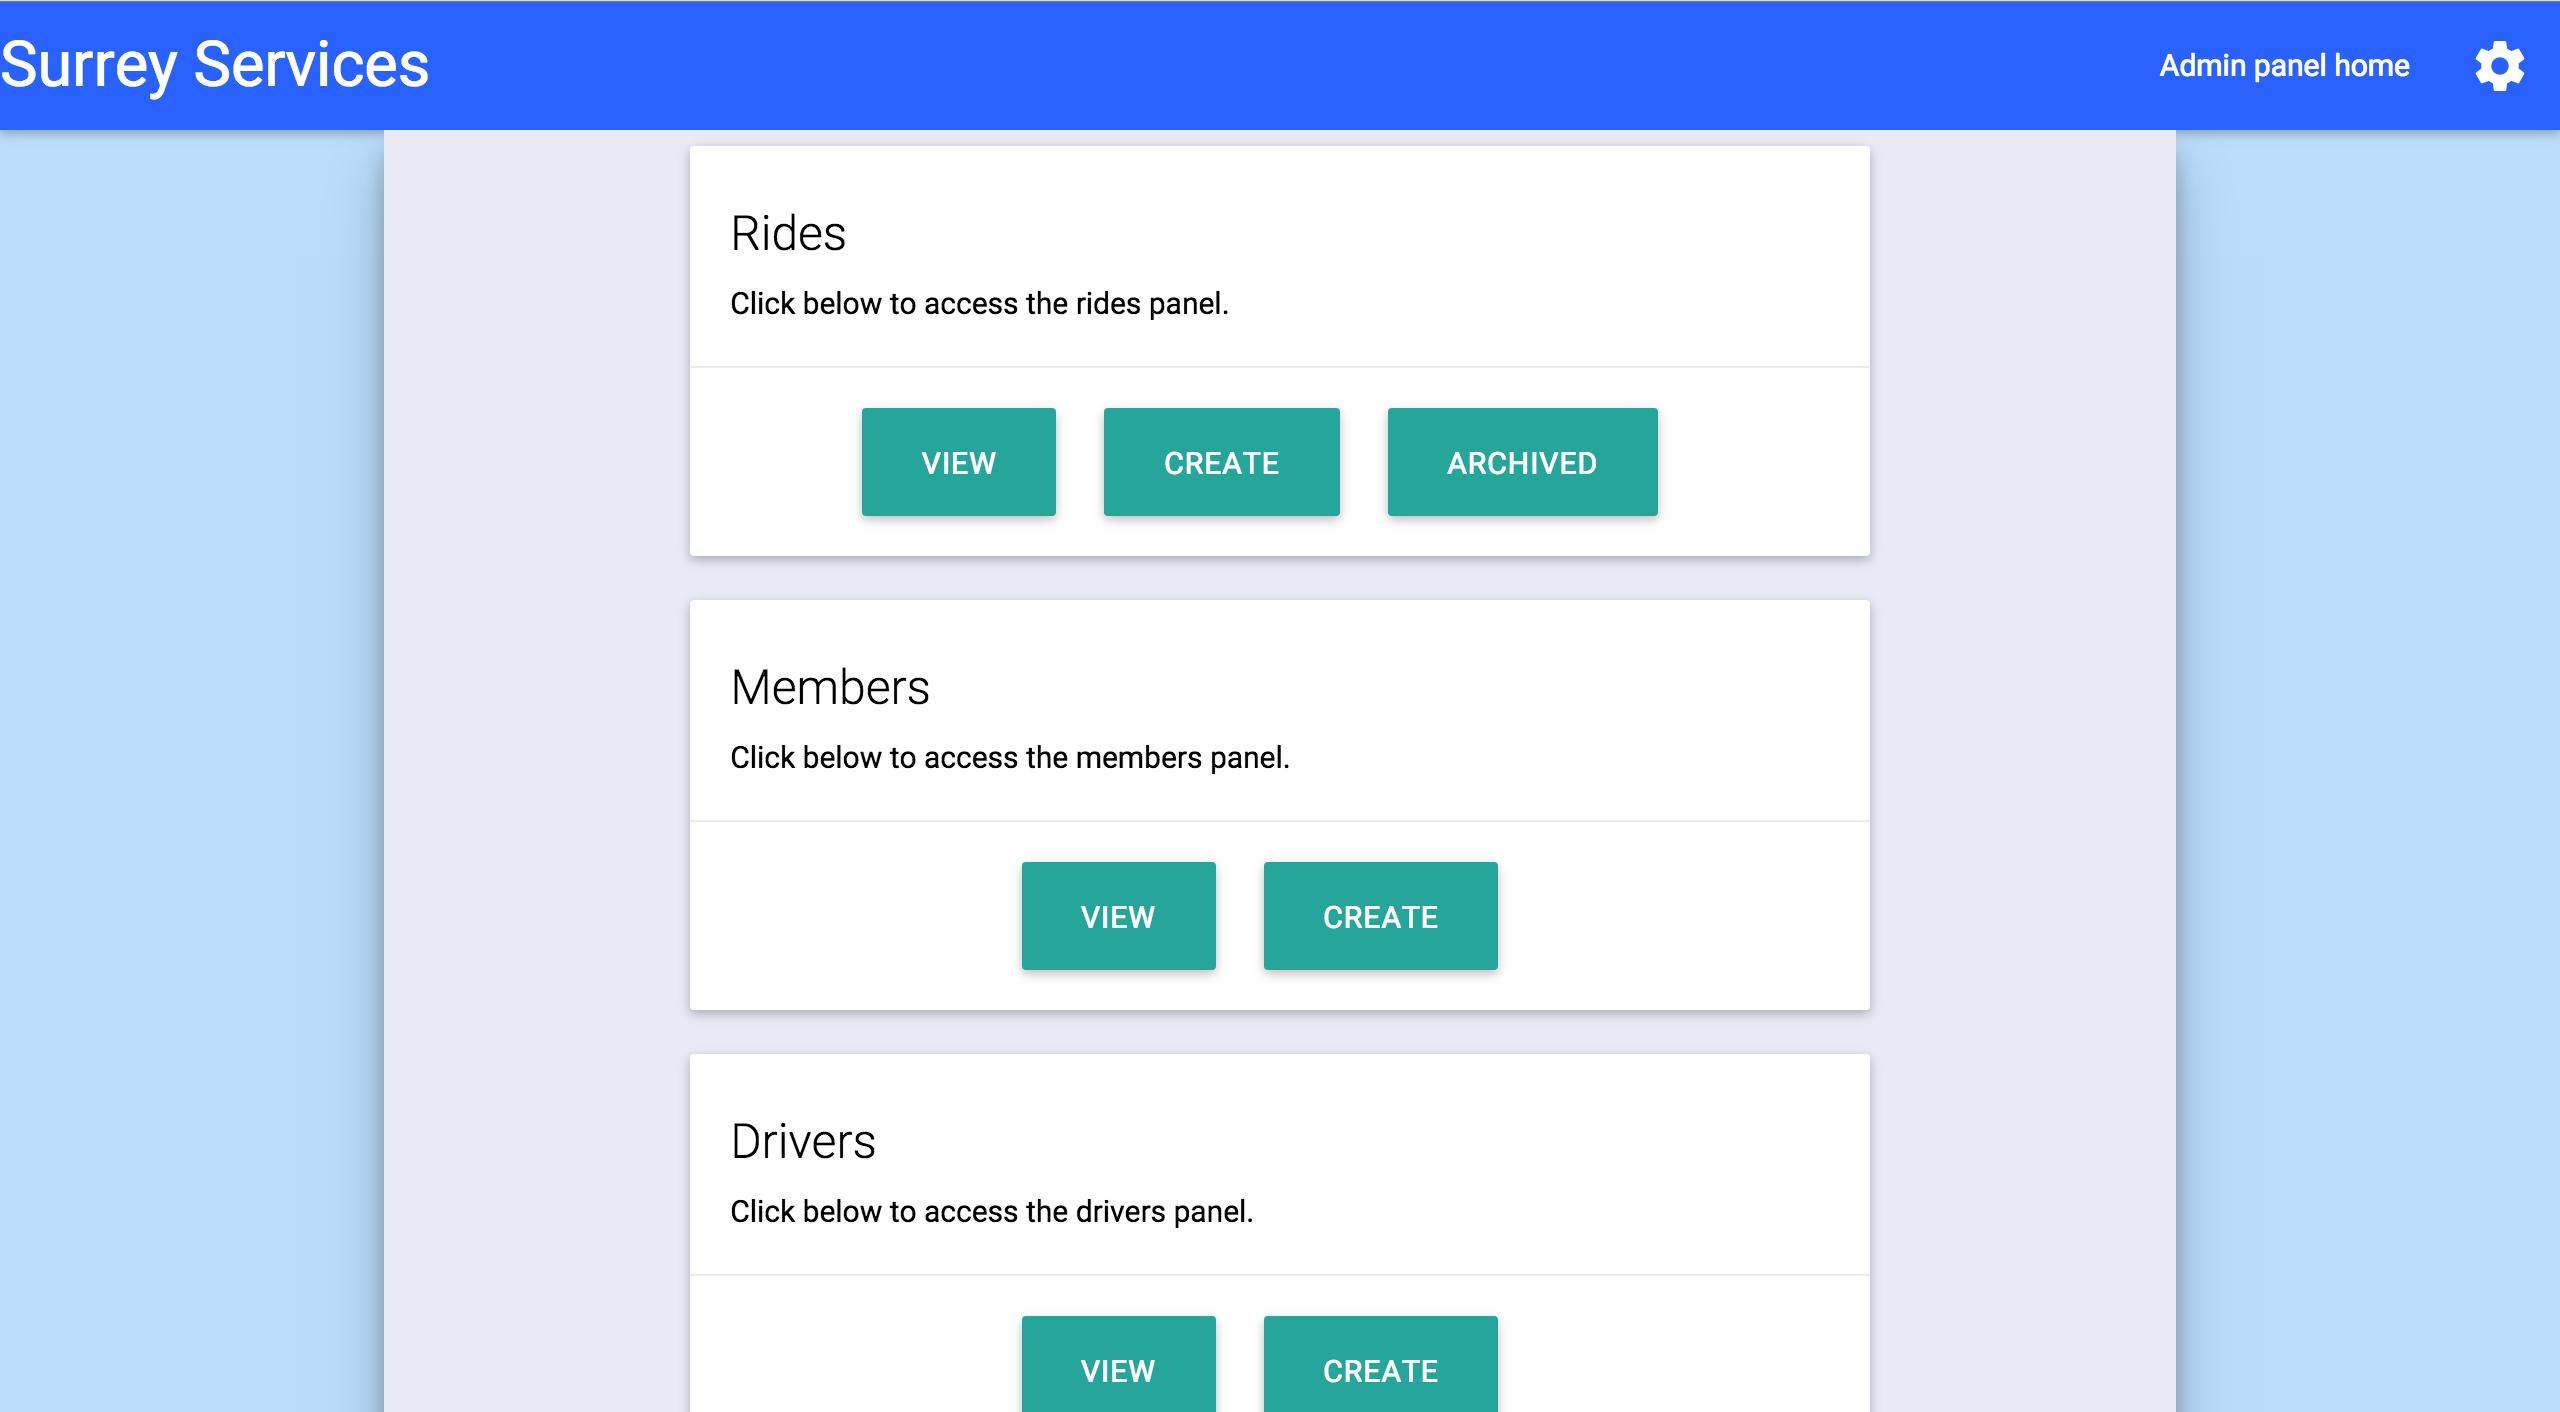 Surrey Services
Admin panel home
Rides
Click below to access the rides panel.
VIEW CREATE ARCHIVED
Members
Click below to access the members panel.
VIEW CREATE
Drivers
Click below to access the drivers panel.
VIEW CREATE